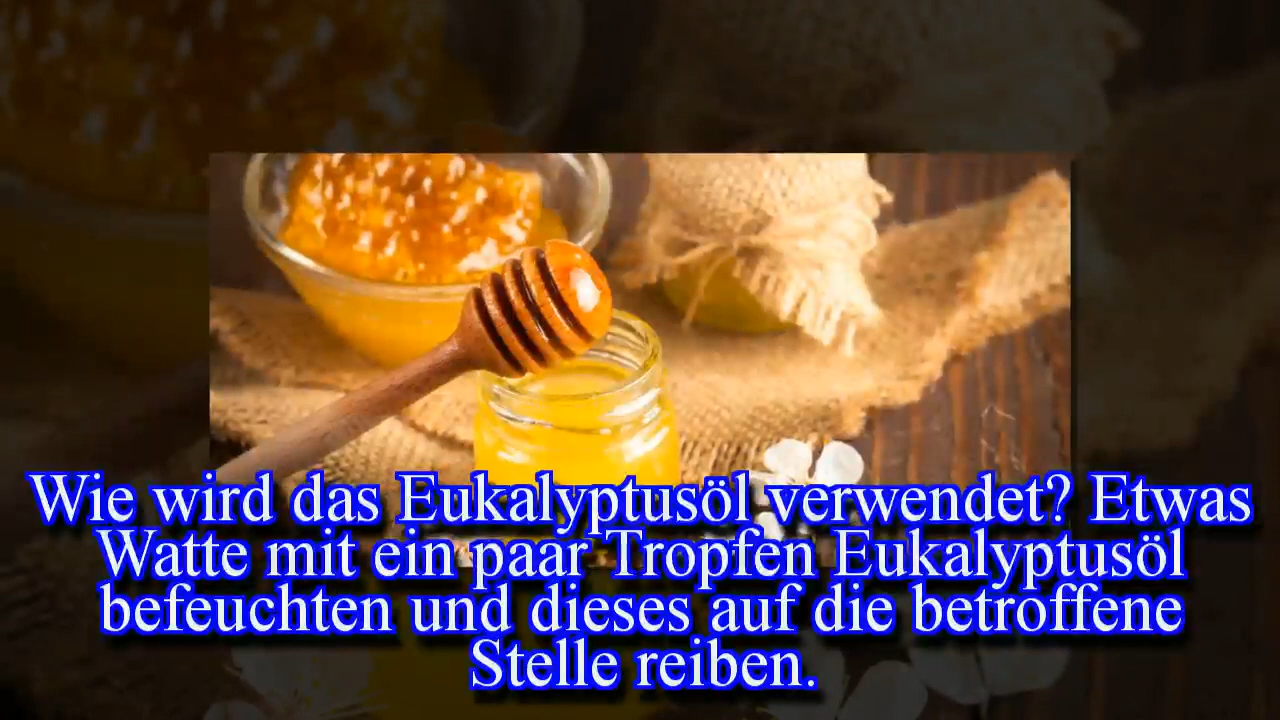 Wie wird das Eukalyptusöl verwendet? Etwas
Watte mit ein paar Tropfen Eukalyptusöl
befeuchten und dieses auf die betroffene
Stelle reiben.